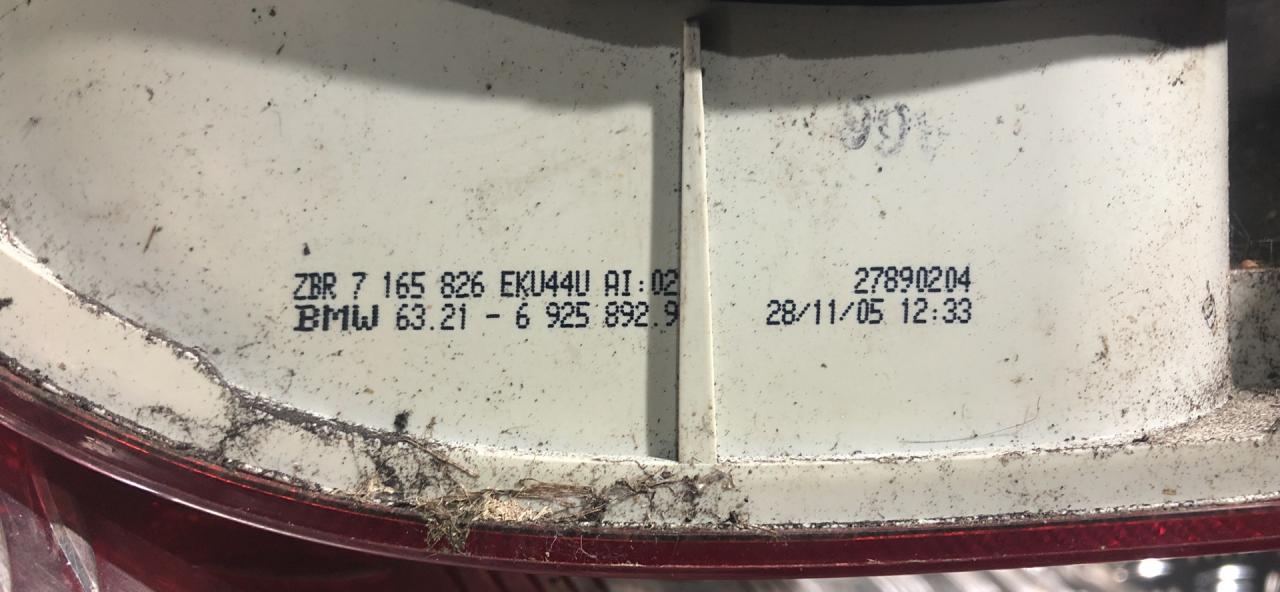 ZBR 7 165 826 EKU44U AI:02
BMW 63.21 - 6 925 892.9
27890204
28/11/05 12:33